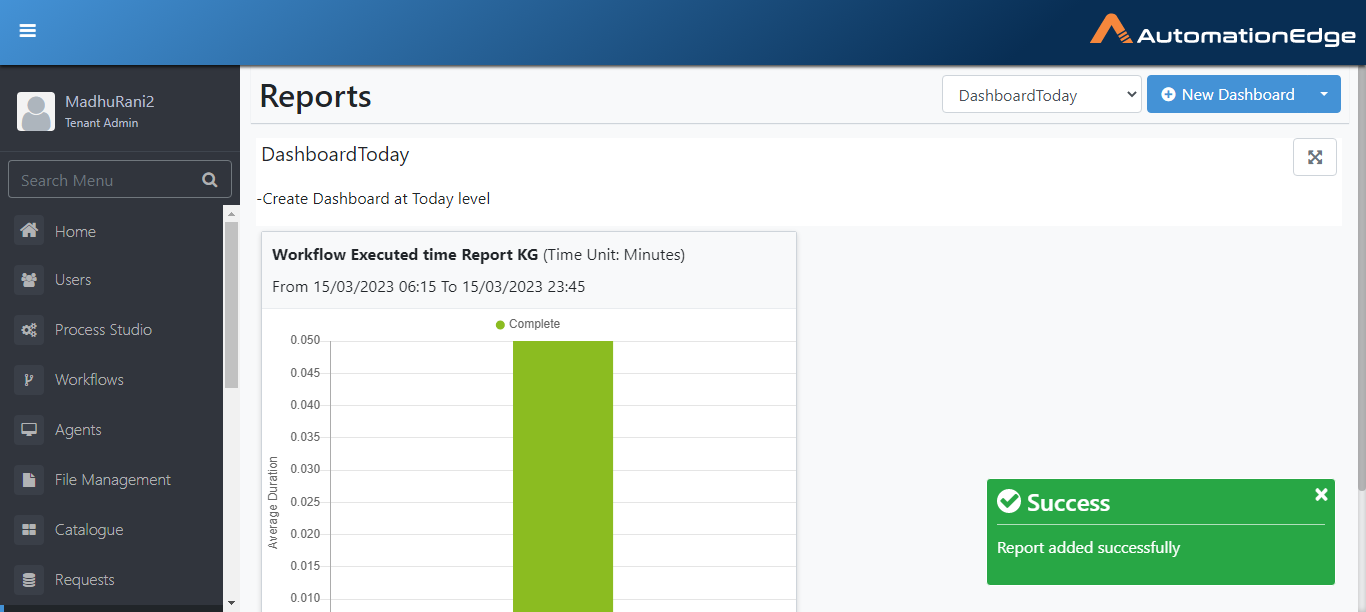 AutomationEdge
MadhuRani2
Tenant Admin
Search Menu
Home
Users
Process Studio
Workflows
Agents
File Management
Catalogue
Requests
Reports
DashboardToday
New Dashboard
DashboardToday
-Create Dashboard at Today level
Workflow Executed time Report KG (Time Unit: Minutes)
From 15/03/2023 06:15 To 15/03/2023 23:45
Complete
0.050
0.045
0.040
0.035
0.030
0.025
0.020
0.015
0.010
Average Duration
Success
Report added successfully